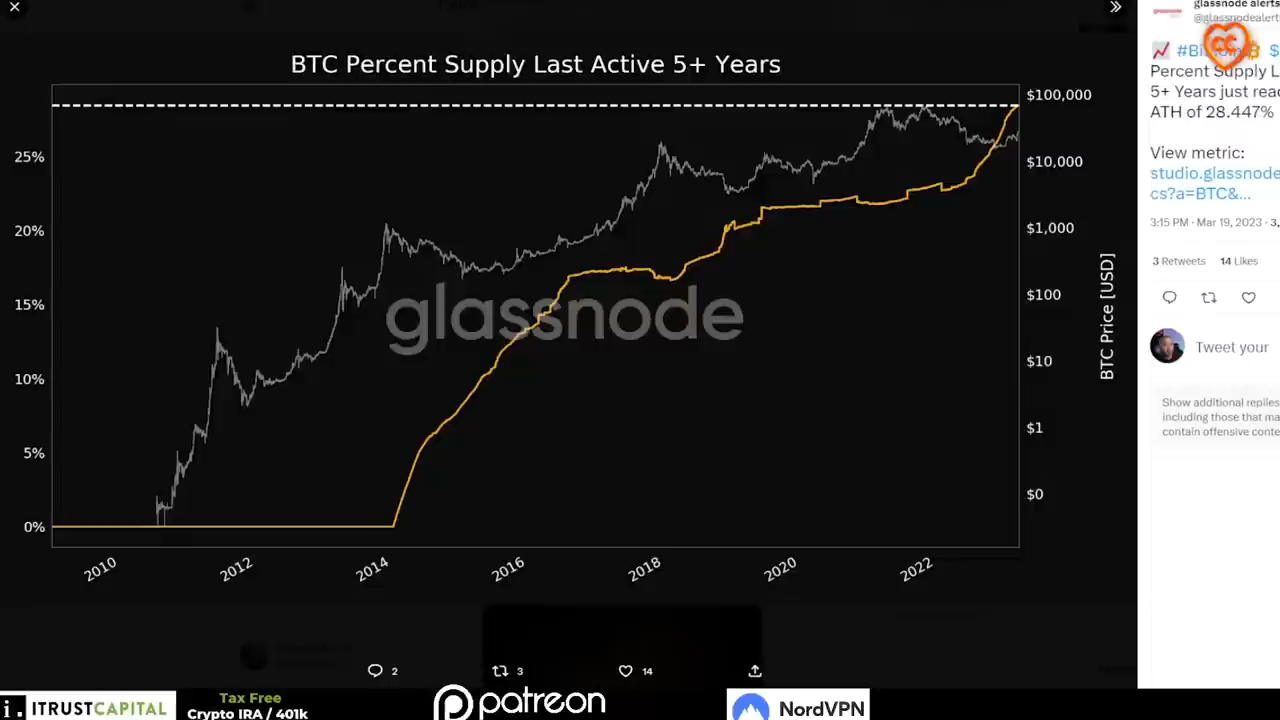 BTC Percent Supply Last Active 5+ Years
25%
20%
15%
10%
5%
0%
$100,000
$10,000
$1,000
$100
$10
$1
$0
BTC Price [USD]
2010
2012
2014
2016
2018
2020
2022
glassnode
2
3
14
glassnode alerts
@glassnodealert
$
Percent Supply L
5+ Years just reac
ATH of 28.447%
View metric:
studio.glassnode
cs?a=BTC&...
3:15 PM · Mar 19, 2023 · 3,
3 Retweets 14 Likes
Tweet your
Show additional replies
including those that ma
contain offensive conte
i. ITRUSTCAPITAL
Tax Free
Crypto IRA / 401k
patreon
NordVPN